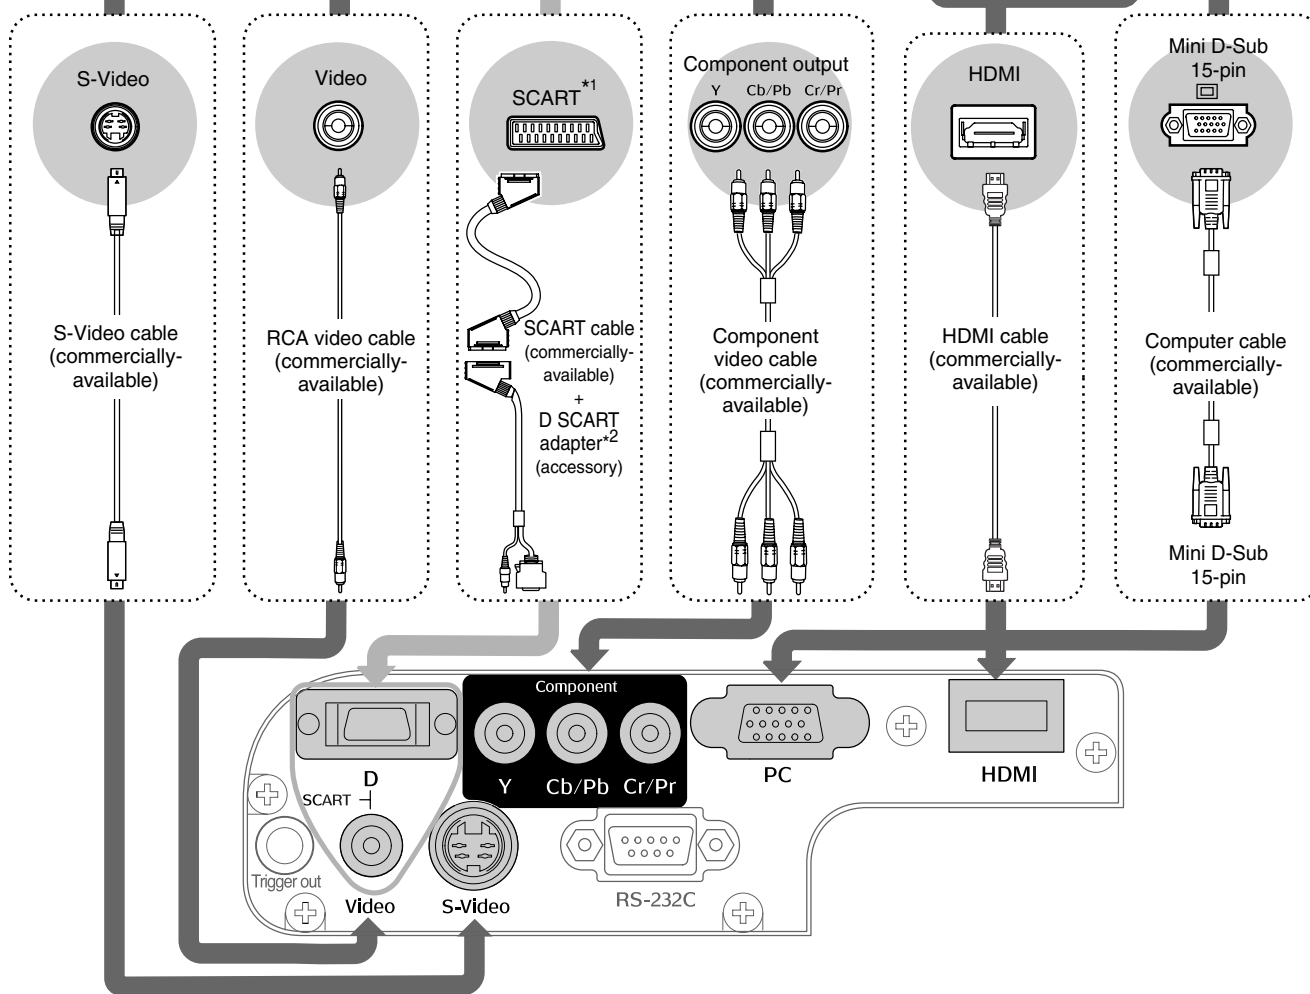 S-Video
S-Video cable
(commercially-
available)
Video
RCA video cable
(commercially-
available)
SCART*1
SCART cable
(commercially-
available)
+
D SCART
adapter*2
(accessory)
Component output
Y Cb/Pb Cr/Pr
Component
video cable
(commercially-
available)
HDMI
HDMI cable
(commercially-
available)
Mini D-Sub
15-pin
Computer cable
(commercially-
available)
Mini D-Sub
15-pin
Component
Y Cb/Pb Cr/Pr
PC
HDMI
D
SCART
Trigger out
Video
S-Video
RS-232C